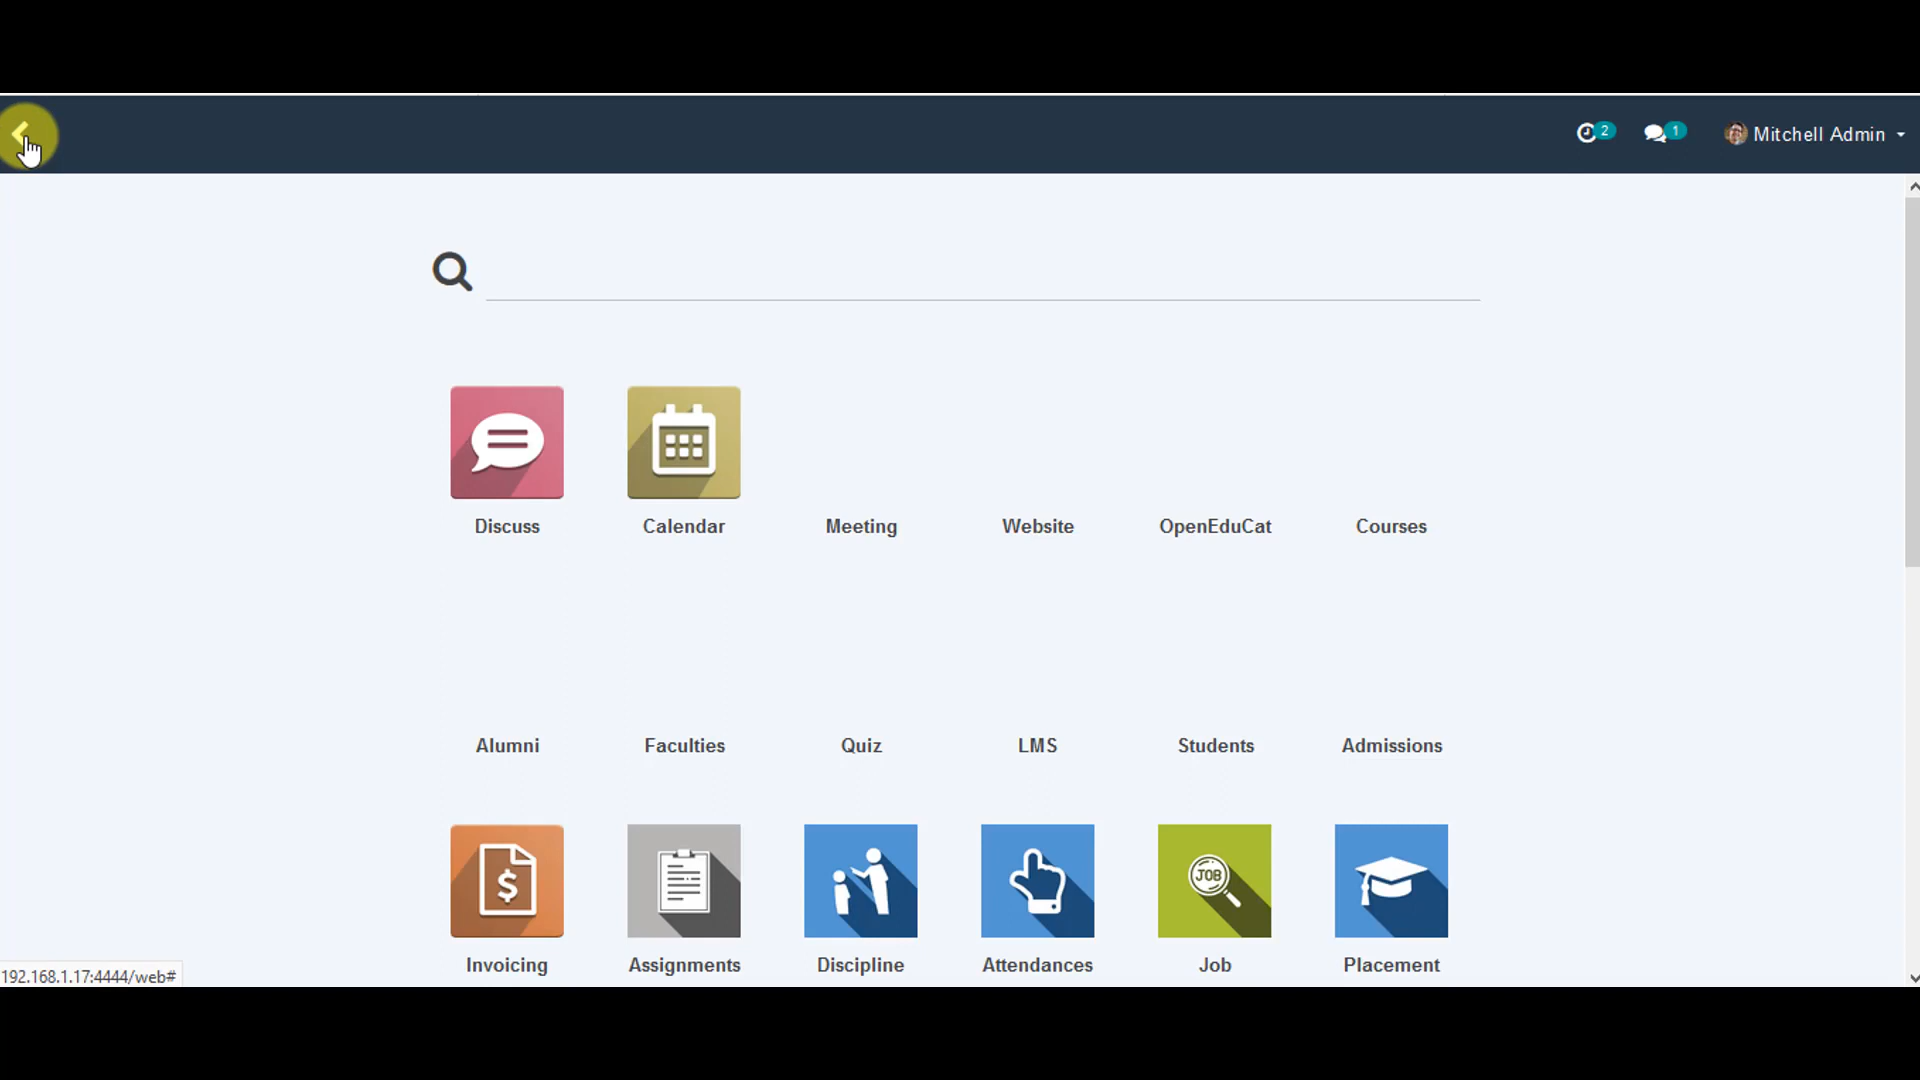 2 1 Mitchell Admin
Discuss Calendar Meeting Website OpenEduCat Courses
Alumni Faculties Quiz LMS Students Admissions
$ JOB
Invoicing Assignments Discipline Attendances Job Placement
192.168.1.17:4444/web#